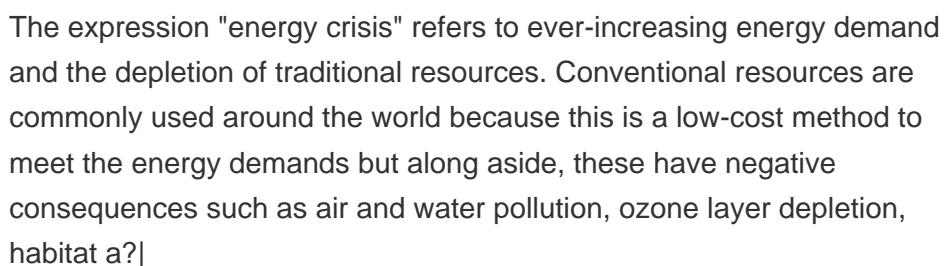 The expression "energy crisis" refers to ever-increasing energy demand
and the depletion of traditional resources. Conventional resources are
commonly used around the world because this is a low-cost method to
meet the energy demands but along aside, these have negative
consequences such as air and water pollution, ozone layer depletion,
habitat a?|